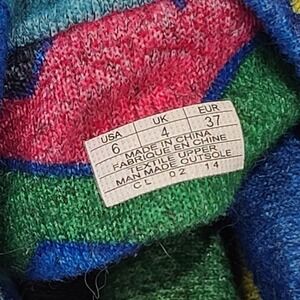 USA UK EUR
6 4 37
MADE IN CHINA
FABRIQUE EN CHINE
TEXTILE UPPER
MAN MADE OUTSOLE
CL 02 14